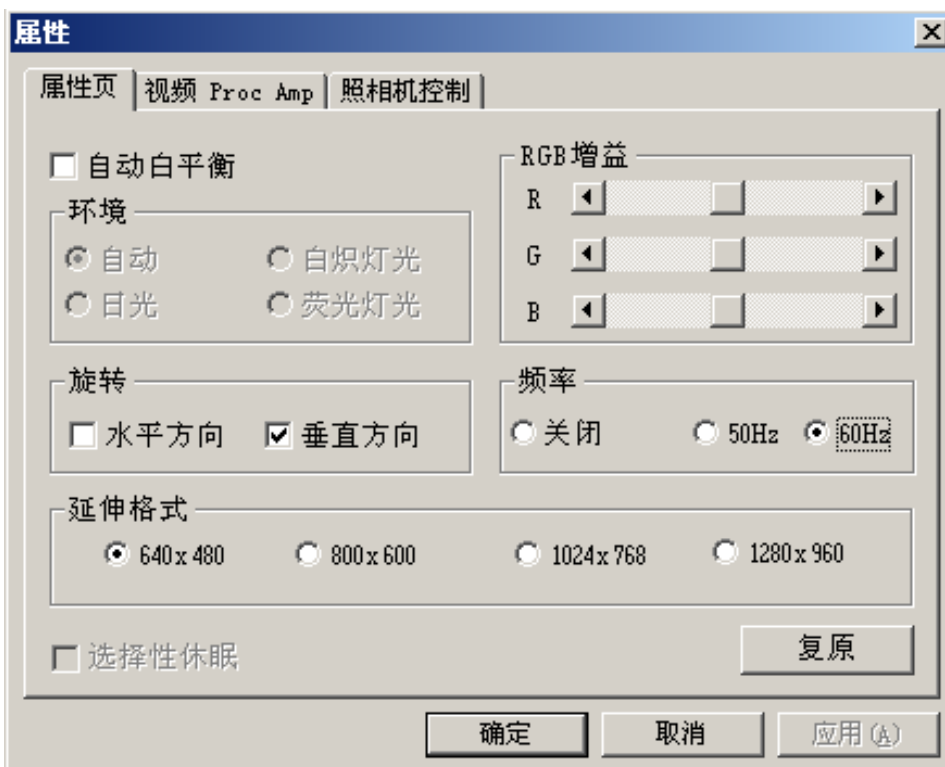 属性
属性页 视频 Proc Amp 照相机控制
自动白平衡
环境
自动 白炽灯光
日光 荧光灯光
RGB增益
R
G
B
旋转
水平方向 垂直方向
频率
关闭 50Hz 60Hz
延伸格式
640x480 800x600 1024x768 1280x960
选择性休眠
复原
确定 取消 应用(A)